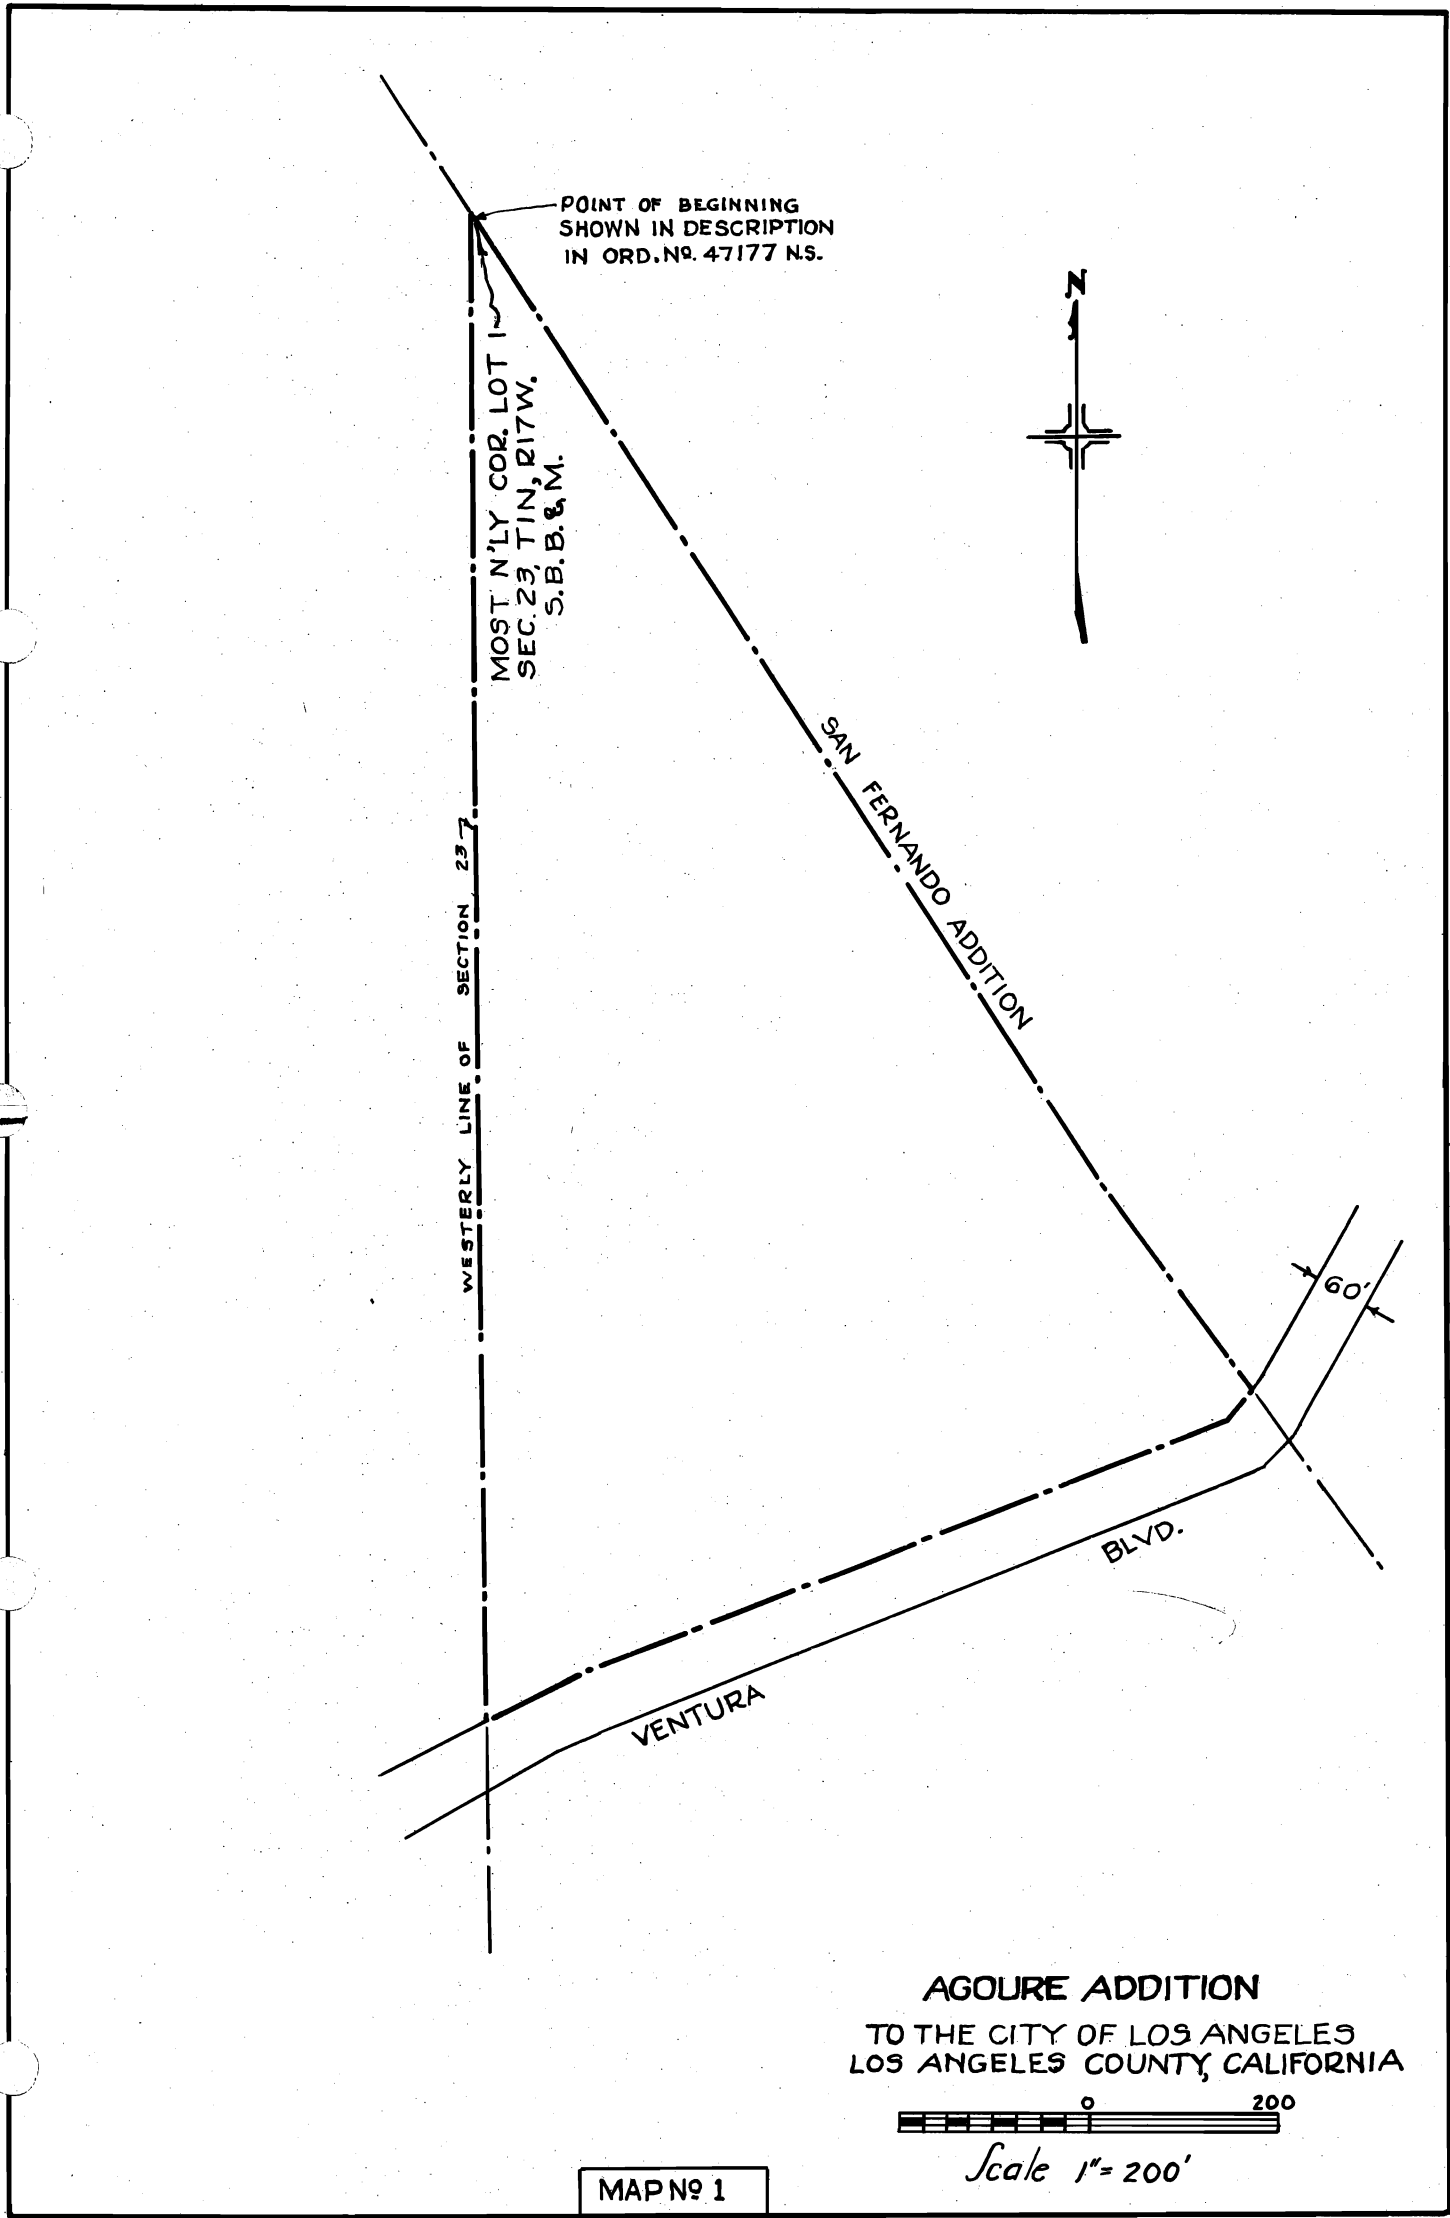 POINT OF BEGINNING
SHOWN IN DESCRIPTION
IN ORD. Nº. 47177 N.S.
N
MOST N'LY COR. LOT 1
SEC. 23, T1N, R17W.
S.B.B.&M.
SAN FERNANDO ADDITION
WESTERLY LINE OF SECTION 23
60'
BLVD.
VENTURA
AGOURE ADDITION
TO THE CITY OF LOS ANGELES
LOS ANGELES COUNTY, CALIFORNIA
0 200
Scale 1"= 200'
MAP Nº 1